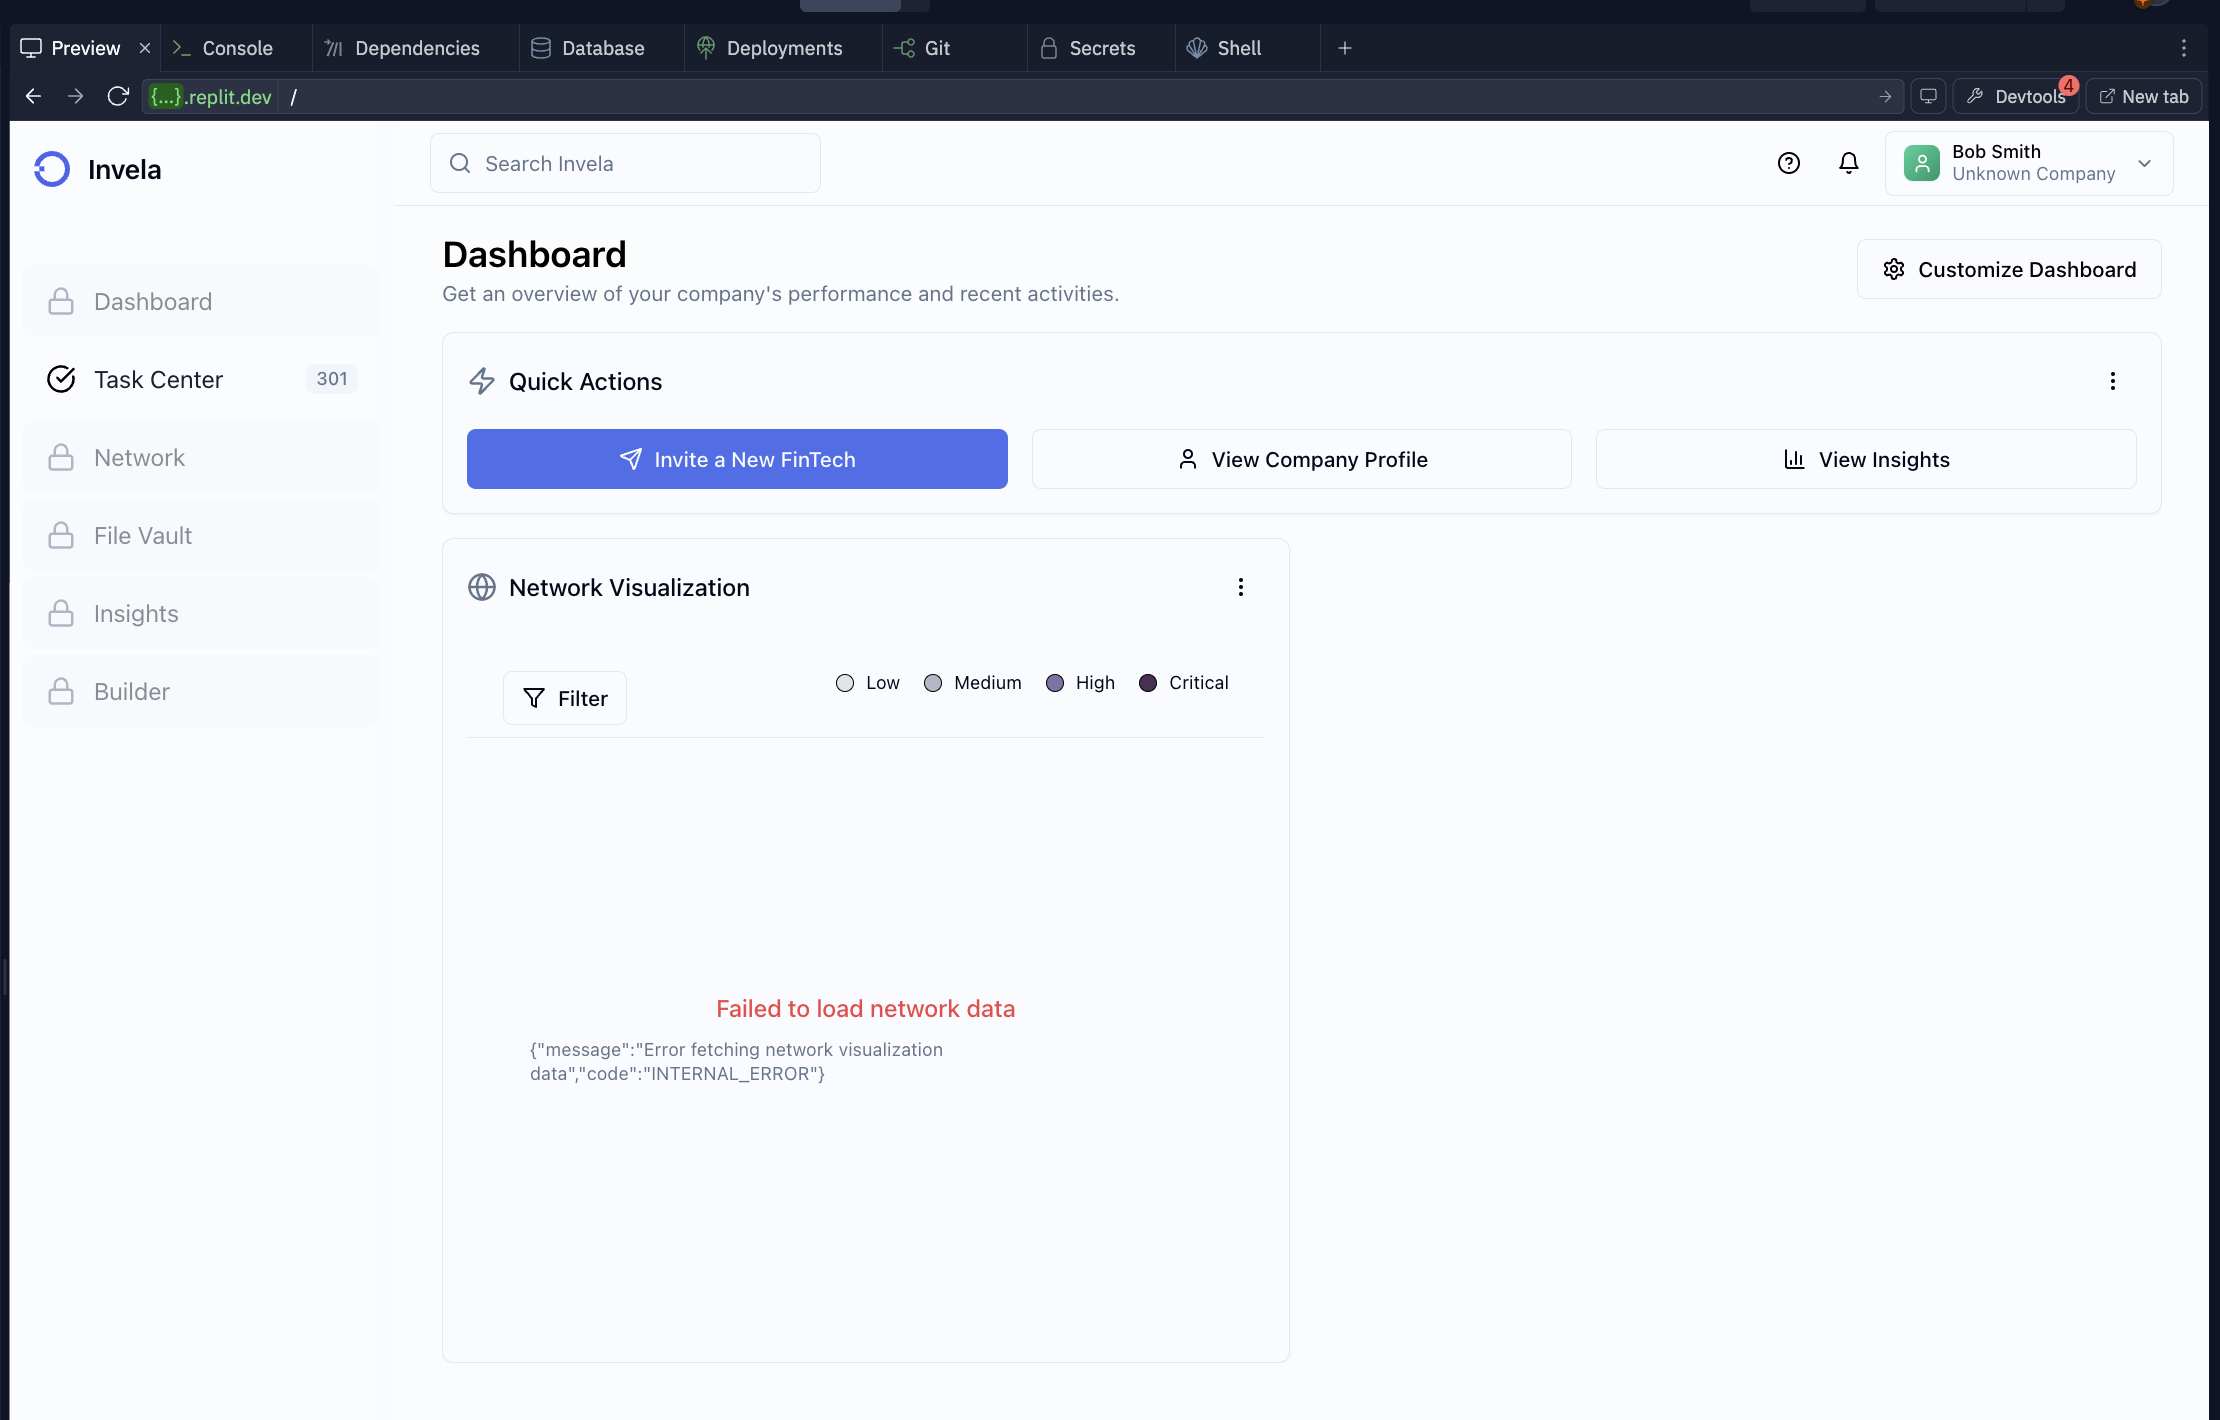 Preview
Console
Dependencies
Database
Deployments
Git
Secrets
Shell
{...}.replit.dev /
Devtools
4
New tab
Invela
Search Invela
Bob Smith
Unknown Company
Dashboard
Task Center
301
Network
File Vault
Insights
Builder
Dashboard
Get an overview of your company's performance and recent activities.
Customize Dashboard
Quick Actions
Invite a New FinTech
View Company Profile
View Insights
Network Visualization
Filter
Low
Medium
High
Critical
Failed to load network data
{"message":"Error fetching network visualization
data","code":"INTERNAL_ERROR"}